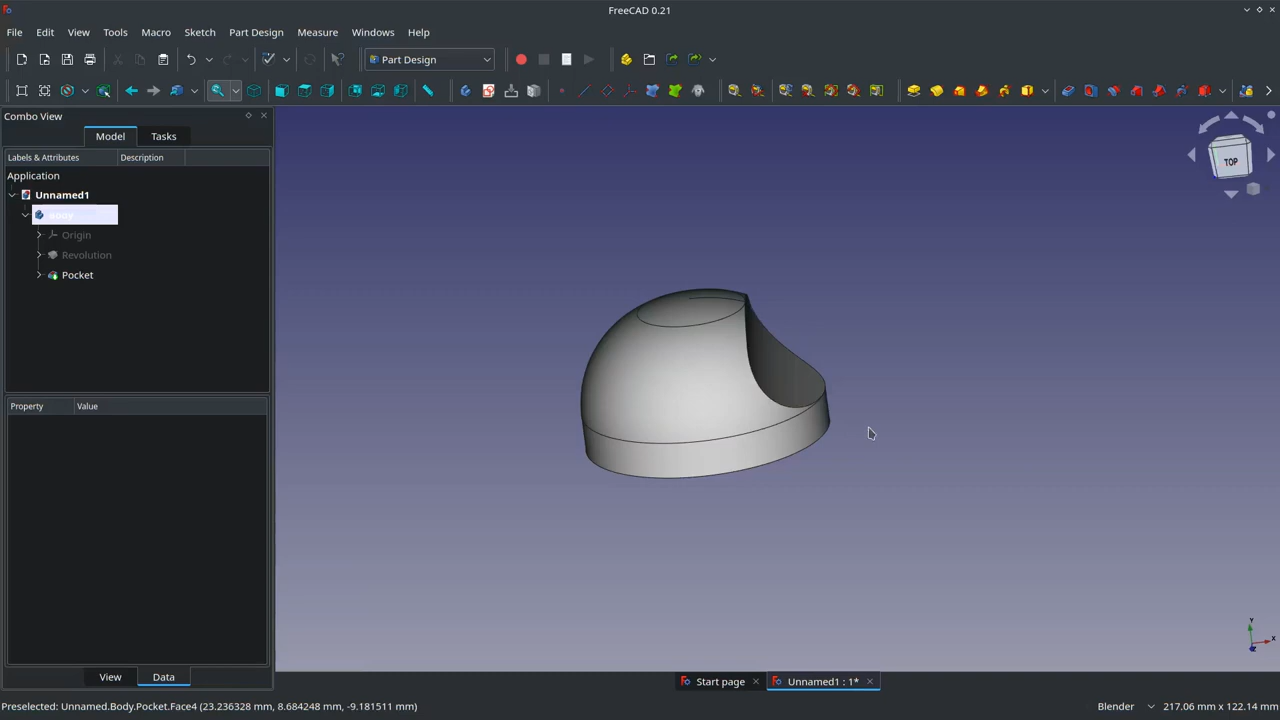 FreeCAD 0.21
File Edit View Tools Macro Sketch Part Design Measure Windows Help
Part Design
Combo View
Model Tasks
Labels & Attributes Description
Application
Unnamed1
Body
Origin
Revolution
Pocket
Property Value
View Data
TOP
Y
X
Start page Unnamed1 : 1*
Preselected: Unnamed.Body.Pocket.Face4 (23.236328 mm, 8.684248 mm, -9.181511 mm) Blender 217.06 mm x 122.14 mm